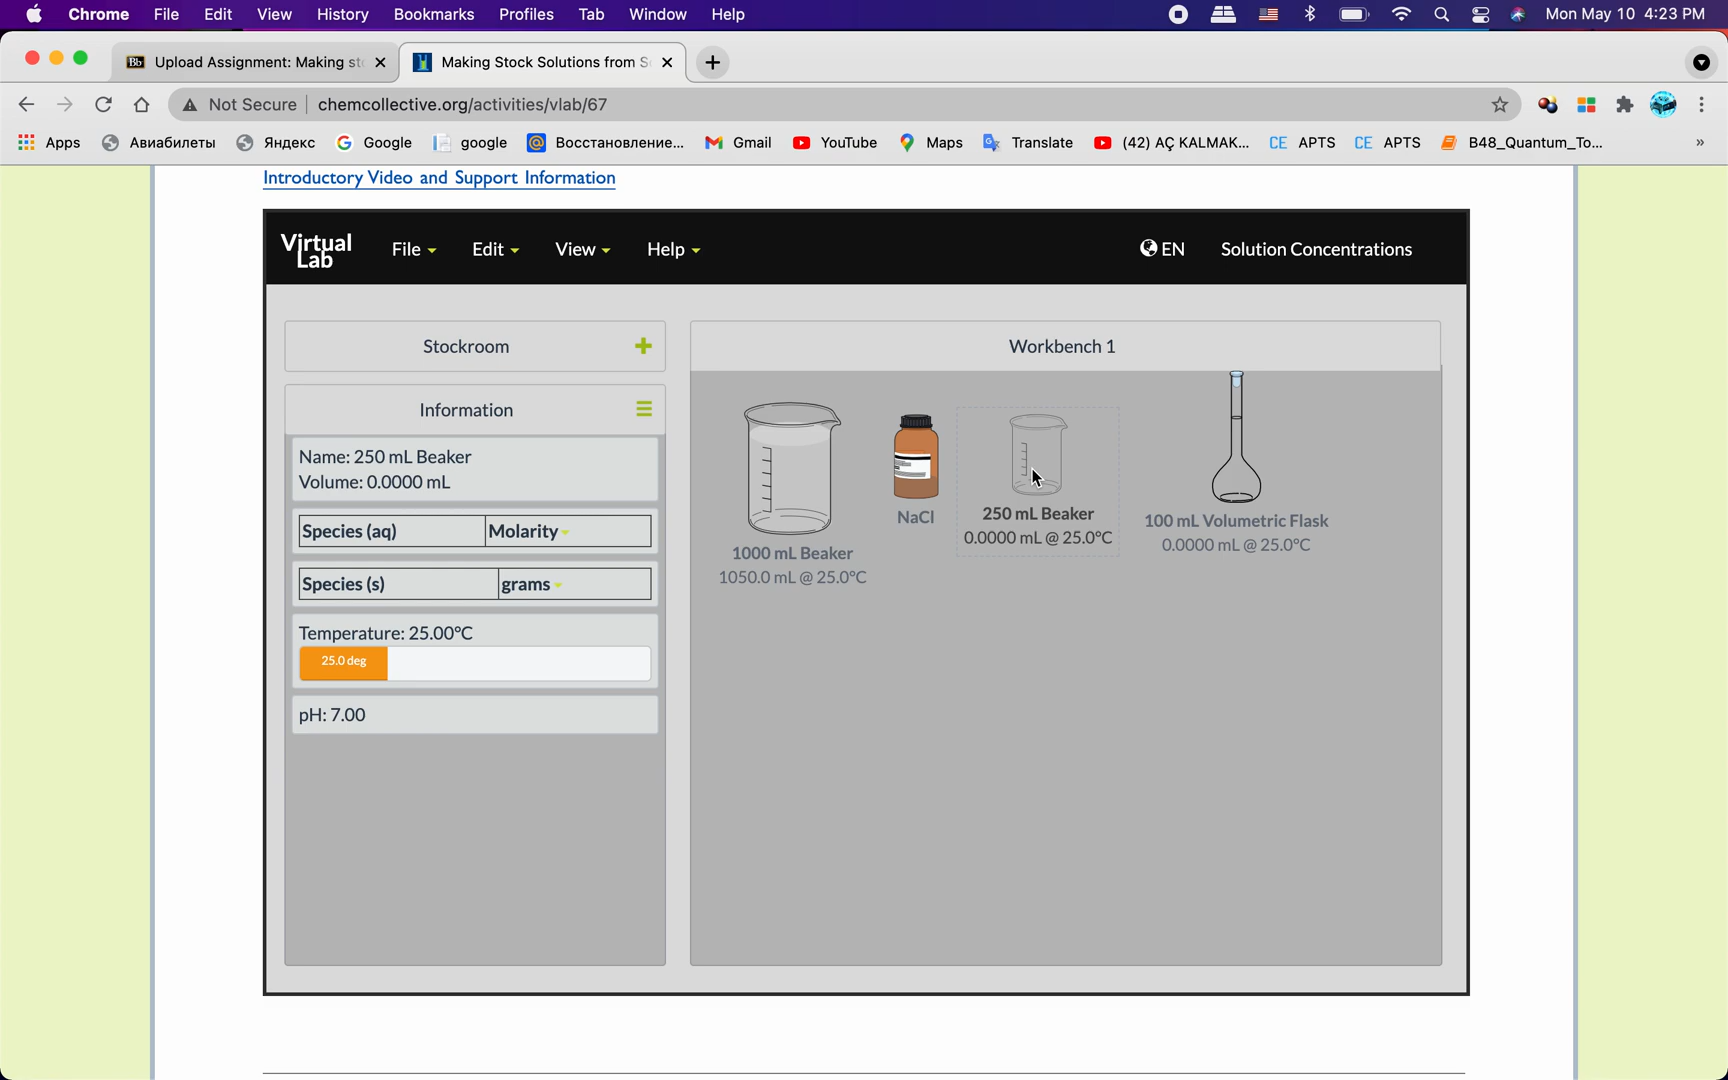 Chrome File Edit View History Bookmarks Profiles Tab Window Help Mon May 10 4:23 PM
Bb Upload Assignment: Making st Making Stock Solutions from S
Not Secure chemcollective.org/activities/vlab/67
Apps Авиабилеты Яндекс Google google Восстановление... Gmail YouTube Maps Translate (42) AÇ KALMAK... CE APTS CE APTS B48_Quantum_To... »
Introductory Video and Support Information
Virtual Lab File Edit View Help EN Solution Concentrations
Stockroom
Workbench 1
Information
Name: 250 mL Beaker
Volume: 0.0000 mL
Species (aq) Molarity
Species (s) grams
Temperature: 25.00°C
25.0 deg
pH: 7.00
1000 mL Beaker
1050.0 mL @ 25.0°C
NaCl
250 mL Beaker
0.0000 mL @ 25.0°C
100 mL Volumetric Flask
0.0000 mL @ 25.0°C